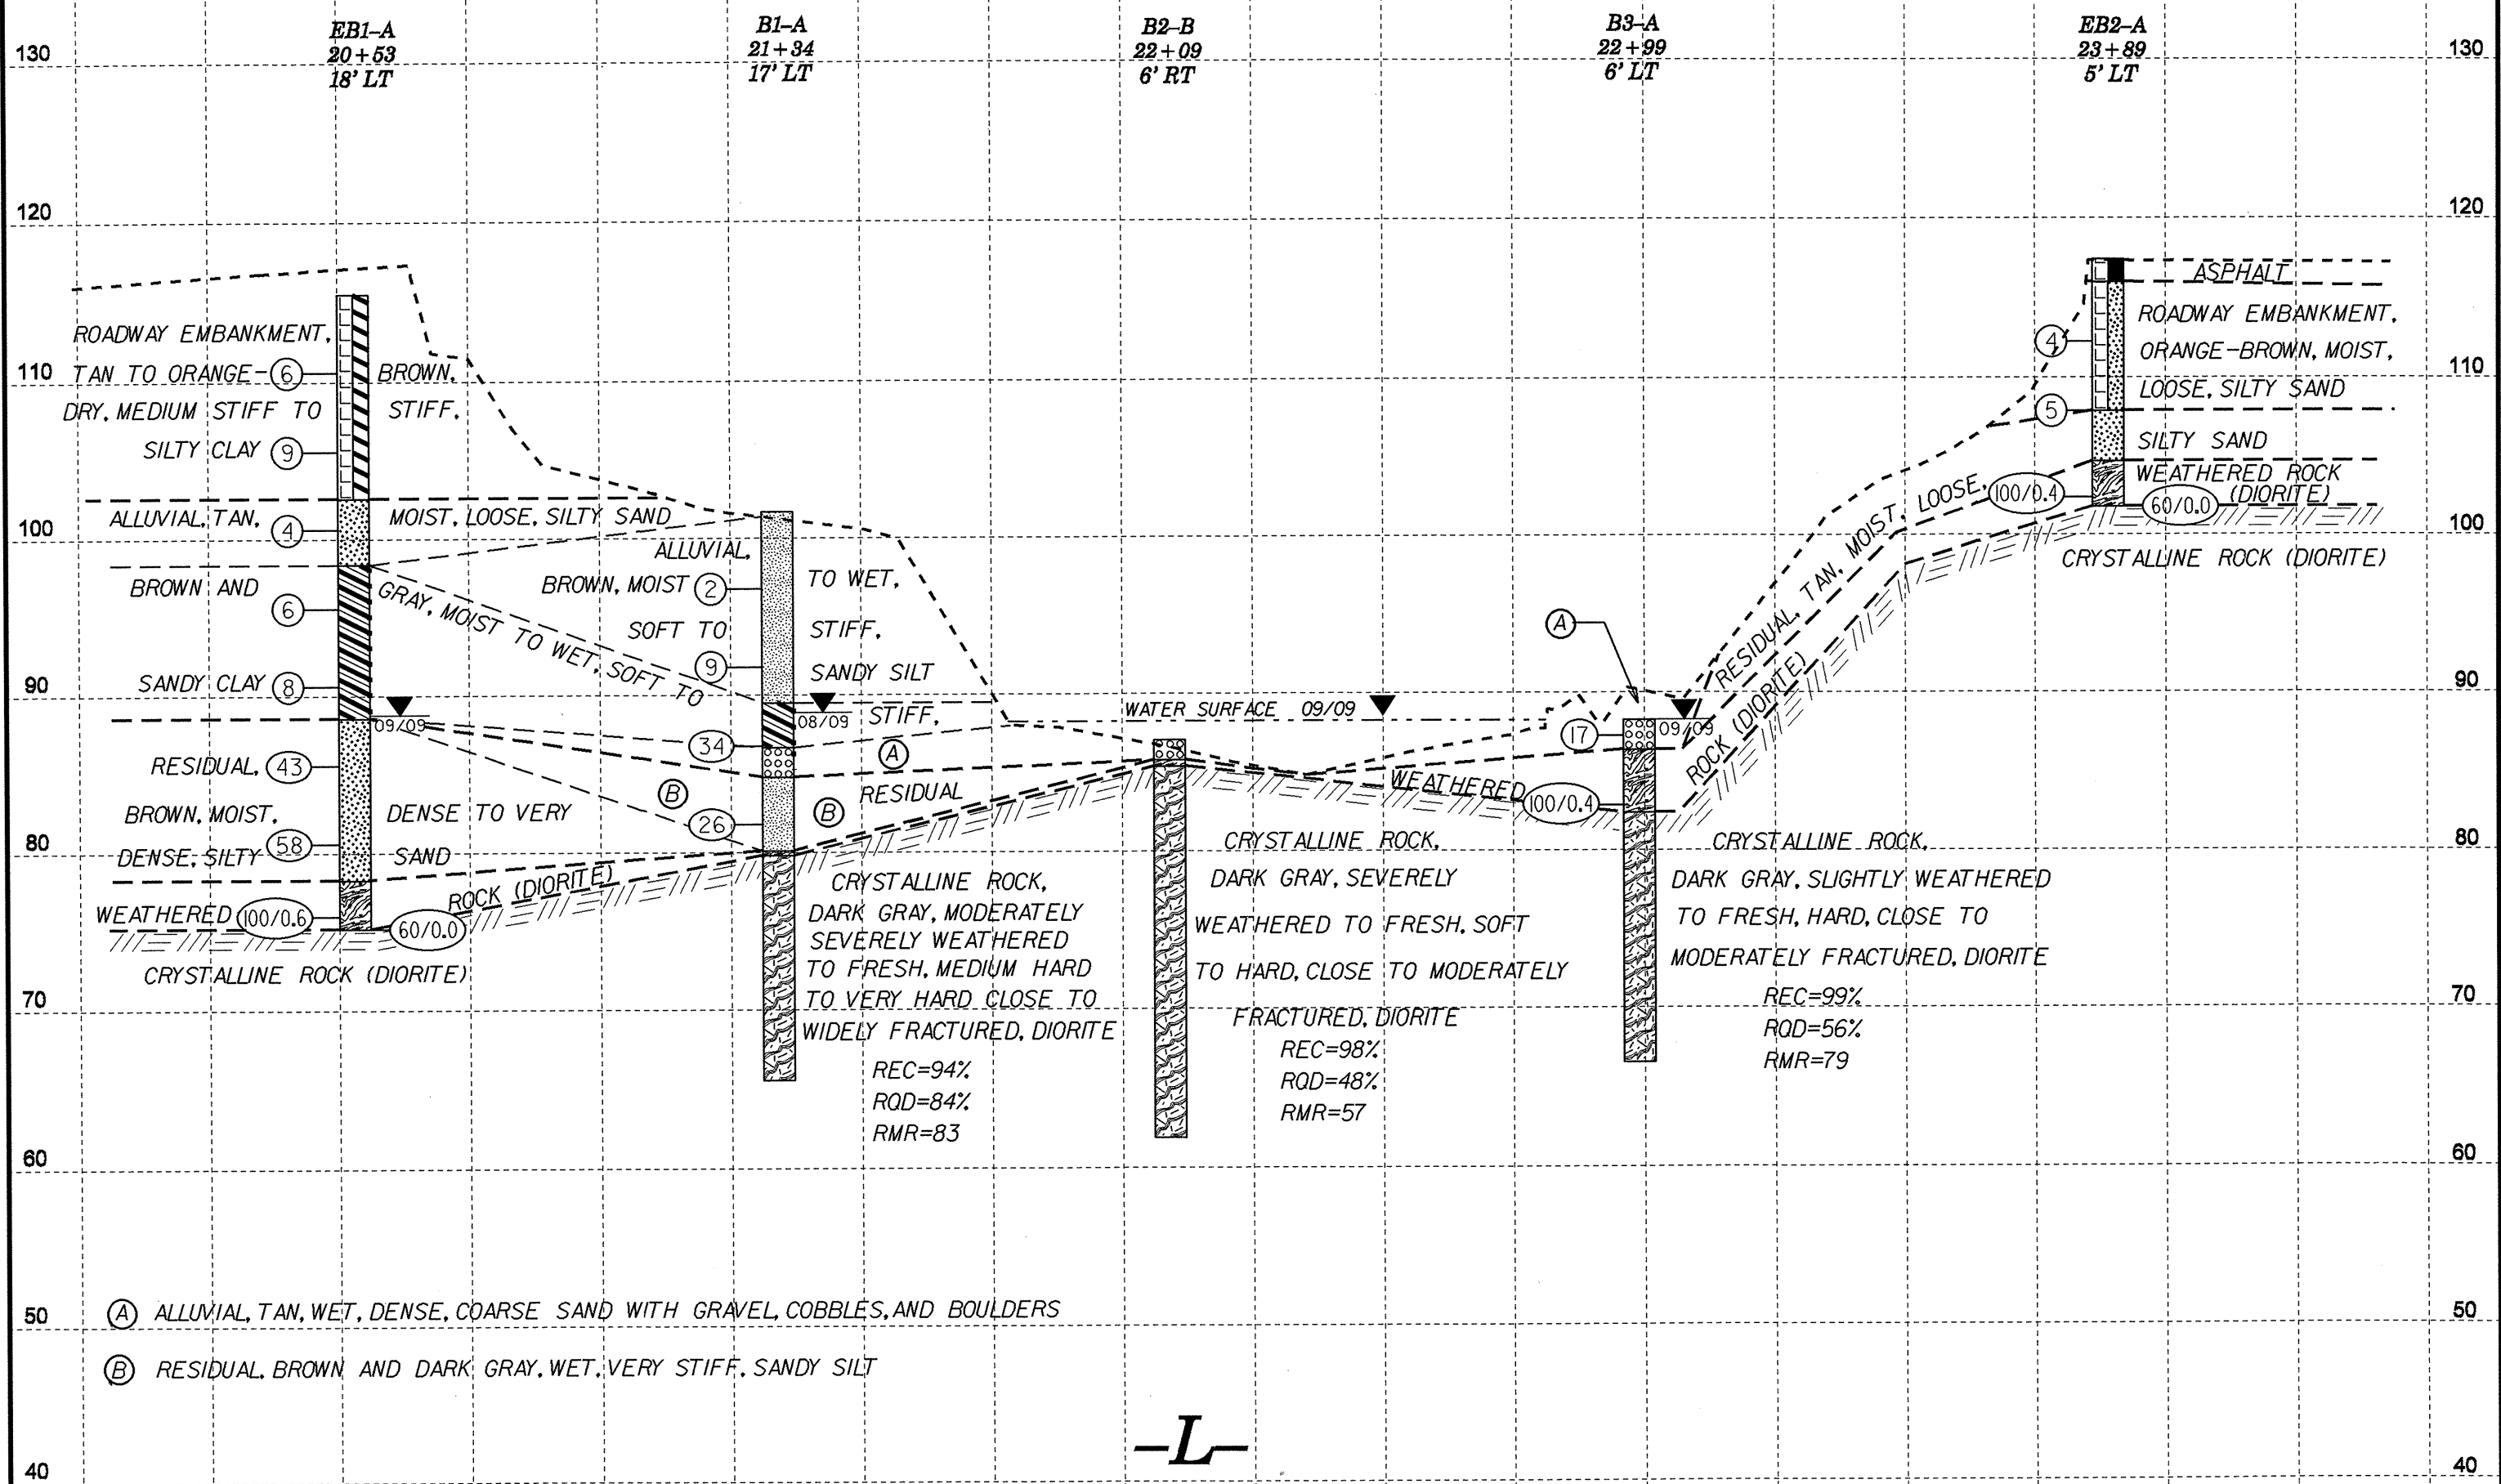 EB1-A
20+53
18' LT
B1-A
21+34
17' LT
B2-B
22+09
6' RT
B3-A
22+99
6' LT
EB2-A
23+89
5' LT
130
130
120
120
110
110
100
100
90
90
80
80
70
70
60
60
50
50
40
40
ROADWAY EMBANKMENT,
TAN TO ORANGE- 6 BROWN,
DRY, MEDIUM STIFF TO STIFF,
SILTY CLAY 9
ALLUVIAL, TAN, 4 MOIST, LOOSE, SILTY SAND
BROWN AND GRAY, MOIST TO WET, SOFT TO STIFF,
6
SANDY CLAY 8
09/09
RESIDUAL, 43
BROWN, MOIST, DENSE TO VERY
58
DENSE, SILTY SAND
WEATHERED 100/0.6 ROCK (DIORITE)
60/0.0
CRYSTALLINE ROCK (DIORITE)
ALLUVIAL,
BROWN, MOIST 2 TO WET,
SOFT TO STIFF,
9 SANDY SILT
08/09
34
A
B
B
RESIDUAL
26
CRYSTALLINE ROCK,
DARK GRAY, MODERATELY
SEVERELY WEATHERED
TO FRESH, MEDIUM HARD
TO VERY HARD CLOSE TO
WIDELY FRACTURED, DIORITE
REC=94%
RQD=84%
RMR=83
WATER SURFACE 09/09
CRYSTALLINE ROCK,
DARK GRAY, SEVERELY
WEATHERED TO FRESH, SOFT
TO HARD, CLOSE TO MODERATELY
FRACTURED, DIORITE
REC=98%
RQD=48%
RMR=57
A
17
09/09
WEATHERED 100/0.4 ROCK (DIORITE)
CRYSTALLINE ROCK,
DARK GRAY, SLIGHTLY WEATHERED
TO FRESH, HARD, CLOSE TO
MODERATELY FRACTURED, DIORITE
REC=99%
RQD=56%
RMR=79
ASPHALT
ROADWAY EMBANKMENT,
4
ORANGE-BROWN, MOIST,
LOOSE, SILTY SAND
5
RESIDUAL, TAN, MOIST, LOOSE, SILTY SAND
WEATHERED ROCK
(DIORITE)
100/0.4
60/0.0
CRYSTALLINE ROCK (DIORITE)
A ALLUVIAL, TAN, WET, DENSE, COARSE SAND WITH GRAVEL, COBBLES, AND BOULDERS
B RESIDUAL, BROWN AND DARK GRAY, WET, VERY STIFF, SANDY SILT
-L-